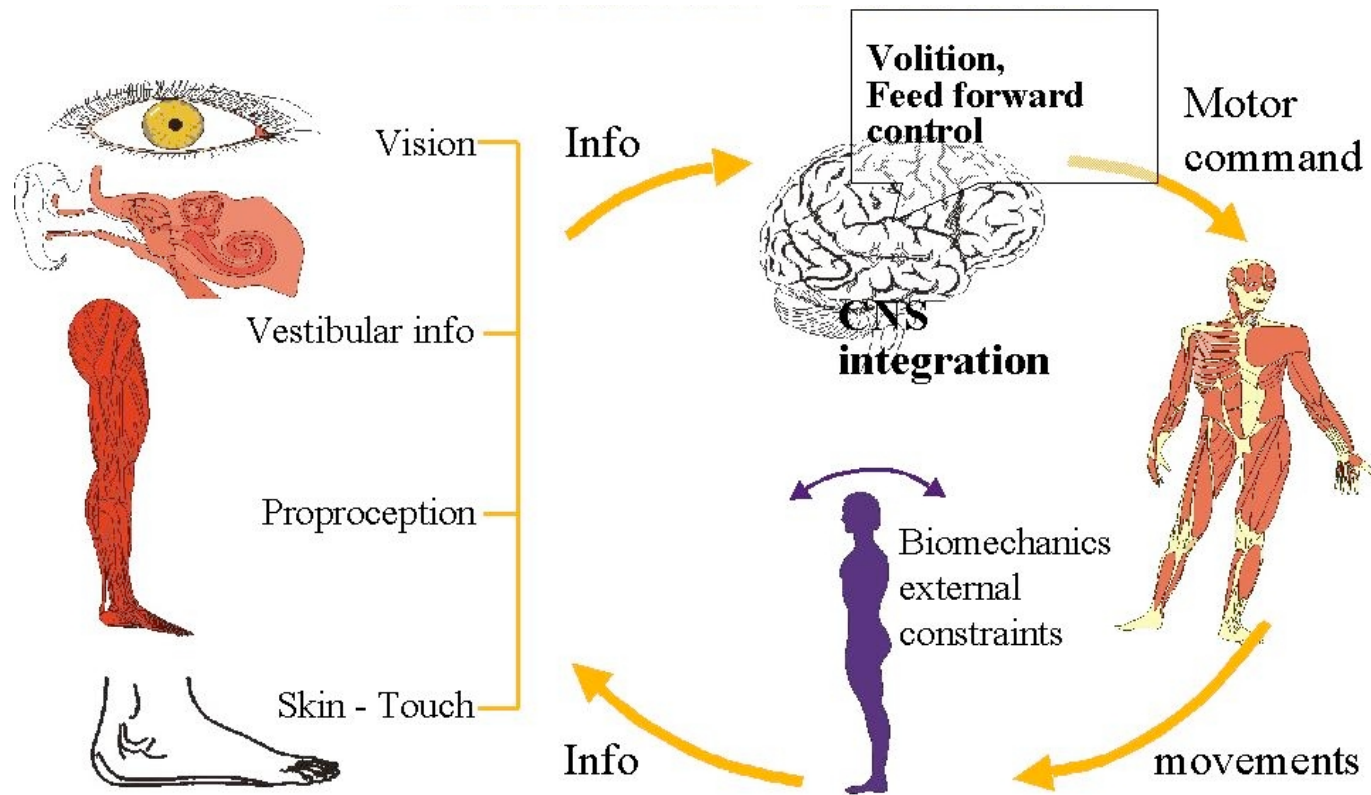 Vision
Vestibular info
Proproception
Skin - Touch
Info
Volition,
Feed forward
control
CNS
integration
Motor
command
Biomechanics
external
constraints
movements
Info